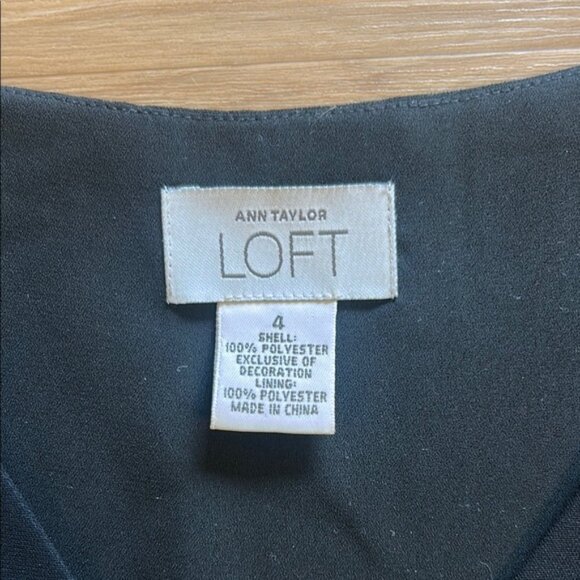 ANN TAYLOR
LOFT
4
SHELL:
100% POLYESTER
EXCLUSIVE OF
DECORATION
LINING:
100% POLYESTER
MADE IN CHINA